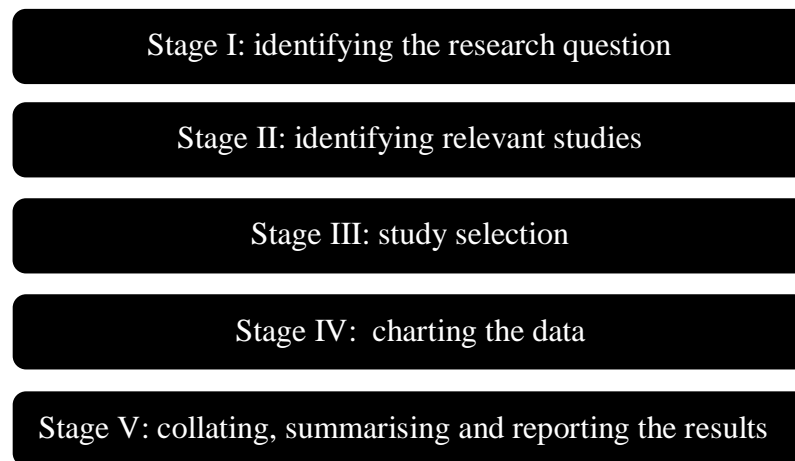 Stage I: identifying the research question
Stage II: identifying relevant studies
Stage III: study selection
Stage IV:  charting the data
Stage V: collating, summarising and reporting the results